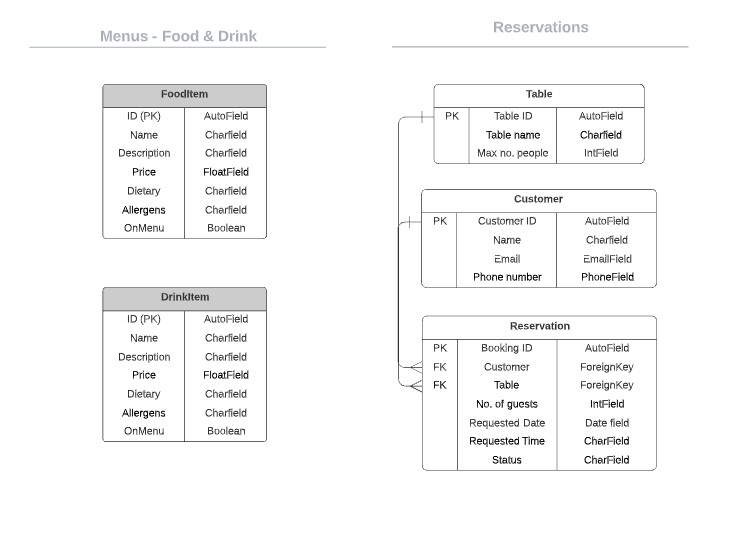 Menus - Food & Drink
FoodItem
ID (PK) AutoField
Name Charfield
Description Charfield
Price FloatField
Dietary Charfield
Allergens Charfield
OnMenu Boolean
DrinkItem
ID (PK) AutoField
Name Charfield
Description Charfield
Price FloatField
Dietary Charfield
Allergens Charfield
OnMenu Boolean
Reservations
Table
PK Table ID AutoField
Table name Charfield
Max no. people IntField
Customer
PK Customer ID AutoField
Name Charfield
Email EmailField
Phone number PhoneField
Reservation
PK Booking ID AutoField
FK Customer ForeignKey
FK Table ForeignKey
No. of guests IntField
Requested Date Date field
Requested Time CharField
Status CharField